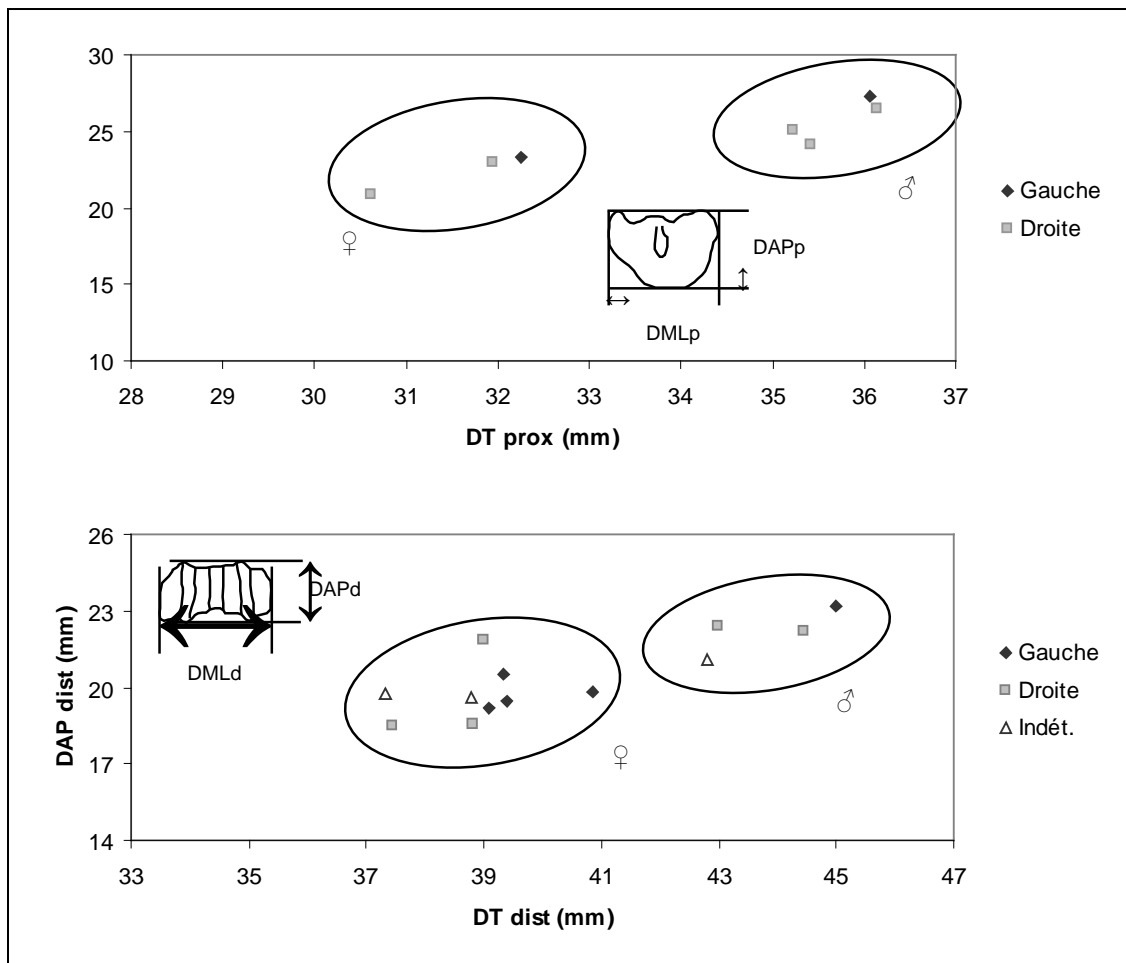 30
25
20
15
10
♀
♂
DAPp
DMLp
Gauche
Droite
28 29 30 31 32 33 34 35 36 37
DT prox (mm)
26
23
20
17
14
DAP dist (mm)
DAPd
DMLd
♀
♂
Gauche
Droite
Indét.
33 35 37 39 41 43 45 47
DT dist (mm)